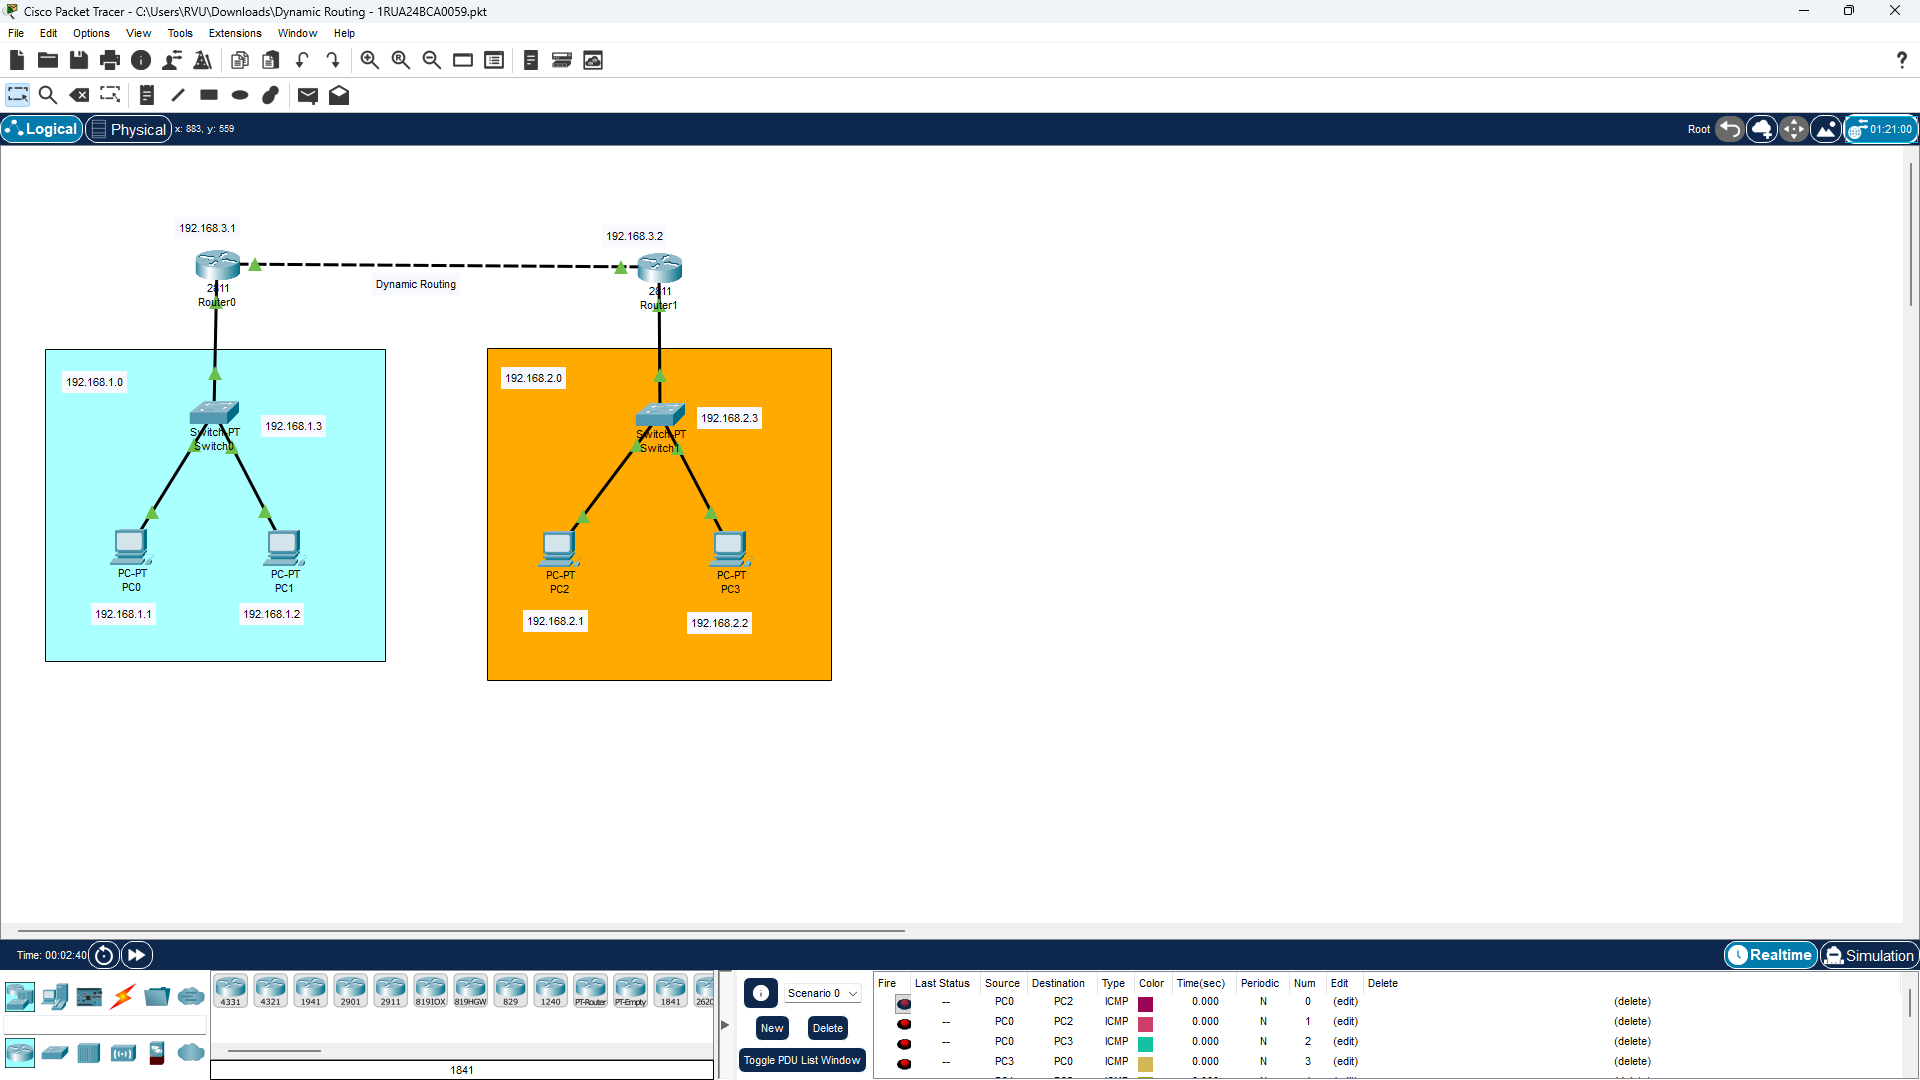 Cisco Packet Tracer - C:\Users\RVU\Downloads\Dynamic Routing - 1RUA24BCA0059.pkt
File Edit Options View Tools Extensions Window Help
Logical Physical x: 883, y: 559 Root 01:21:00
192.168.3.1
192.168.3.2
Dynamic Routing
2811
Router0
2811
Router1
192.168.1.0
192.168.1.3
Switch-PT
Switch0
PC-PT
PC0
PC-PT
PC1
192.168.1.1
192.168.1.2
192.168.2.0
192.168.2.3
Switch-PT
Switch1
PC-PT
PC2
PC-PT
PC3
192.168.2.1
192.168.2.2
Time: 00:02:40 Realtime Simulation
4331 4321 1941 2901 2911 819IOX 819HGW 829 1240 PT-Router PT-Empty 1841 2620
1841
Scenario 0
New Delete
Toggle PDU List Window
Fire Last Status Source Destination Type Color Time(sec) Periodic Num Edit Delete
-- PC0 PC2 ICMP 0.000 N 0 (edit) (delete)
-- PC0 PC2 ICMP 0.000 N 1 (edit) (delete)
-- PC0 PC3 ICMP 0.000 N 2 (edit) (delete)
-- PC3 PC0 ICMP 0.000 N 3 (edit) (delete)